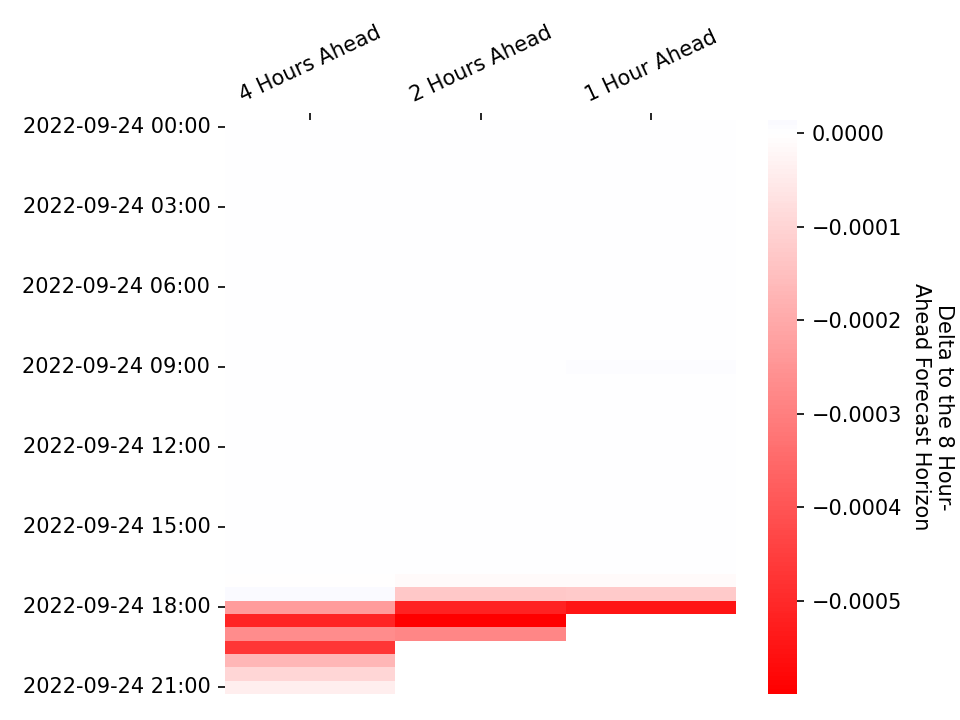 4 Hours Ahead
2 Hours Ahead
1 Hour Ahead
2022-09-24 00:00
2022-09-24 03:00
2022-09-24 06:00
2022-09-24 09:00
2022-09-24 12:00
2022-09-24 15:00
2022-09-24 18:00
2022-09-24 21:00
0.0000
−0.0001
−0.0002
−0.0003
−0.0004
−0.0005
Delta to the 8 Hour-
Ahead Forecast Horizon